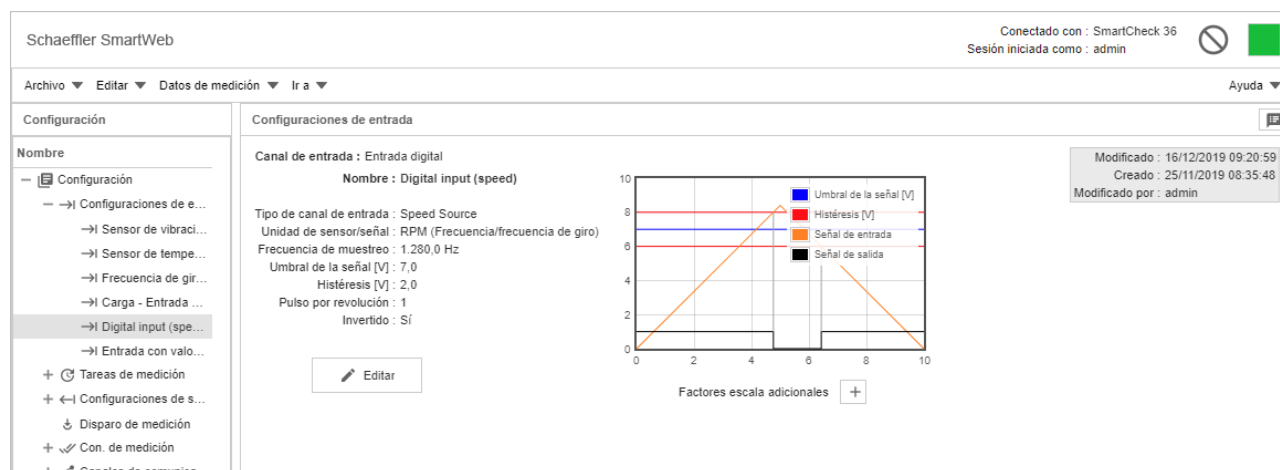 Schaeffler SmartWeb
Conectado con : SmartCheck 36
Sesión iniciada como : admin
Archivo Editar Datos de medición Ir a Ayuda
Configuración
Configuraciones de entrada
Nombre
Configuración
Configuraciones de e...
Sensor de vibraci...
Sensor de tempe...
Frecuencia de gir...
Carga - Entrada ...
Digital input (spe...
Entrada con valo...
Tareas de medición
Configuraciones de s...
Disparo de medición
Con. de medición
Canal de entrada : Entrada digital
Nombre : Digital input (speed)
Tipo de canal de entrada : Speed Source
Unidad de sensor/señal : RPM (Frecuencia/frecuencia de giro)
Frecuencia de muestreo : 1.280,0 Hz
Umbral de la señal [V] : 7,0
Histéresis [V] : 2,0
Pulso por revolución : 1
Invertido : Sí
Editar
10
8
6
4
2
0
0 2 4 6 8 10
Umbral de la señal [V]
Histéresis [V]
Señal de entrada
Señal de salida
Factores escala adicionales
Modificado : 16/12/2019 09:20:59
Creado : 25/11/2019 08:35:48
Modificado por : admin